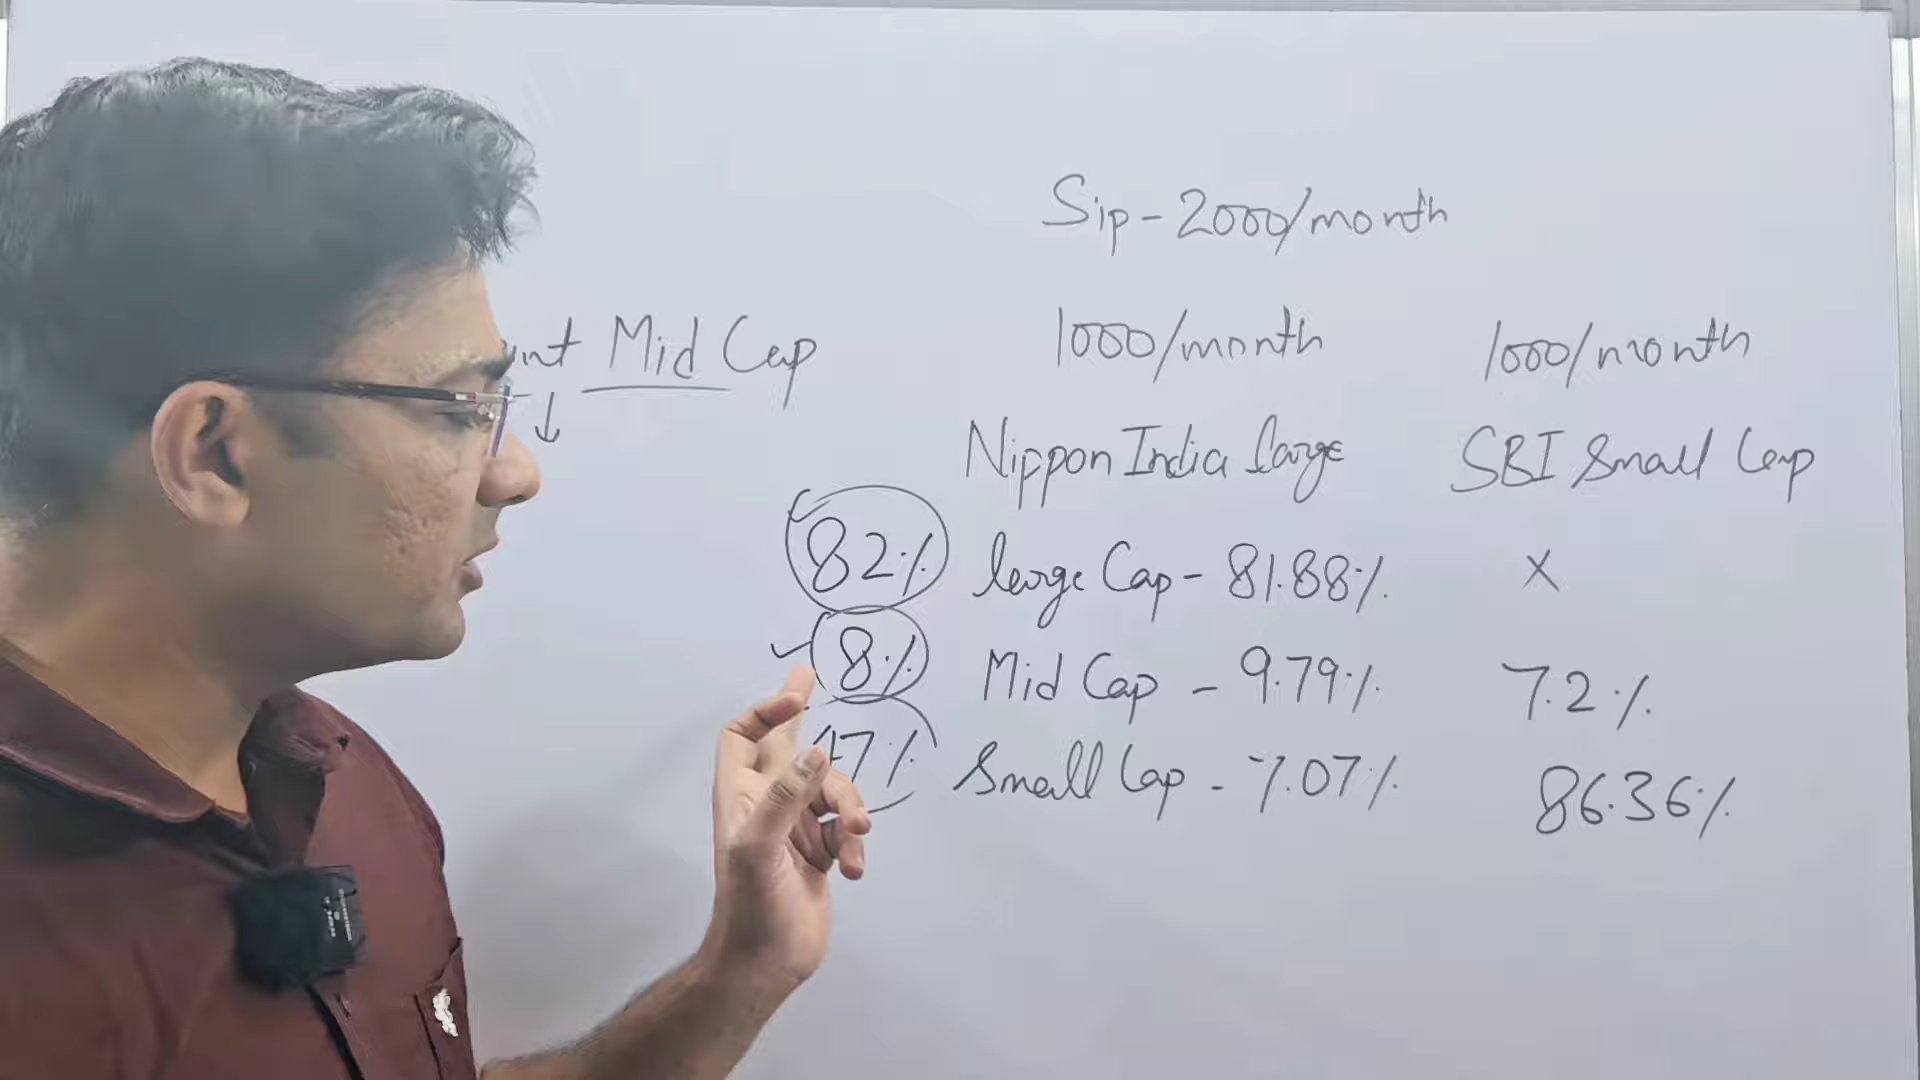 Sip - 2000/month
Mid Cap
1000/month 1000/month
Nippon India large SBI Small Cap
82% large Cap - 81.88% x
8% Mid Cap - 9.79% 7.2%
47% Small Cap - 7.07% 86.36%